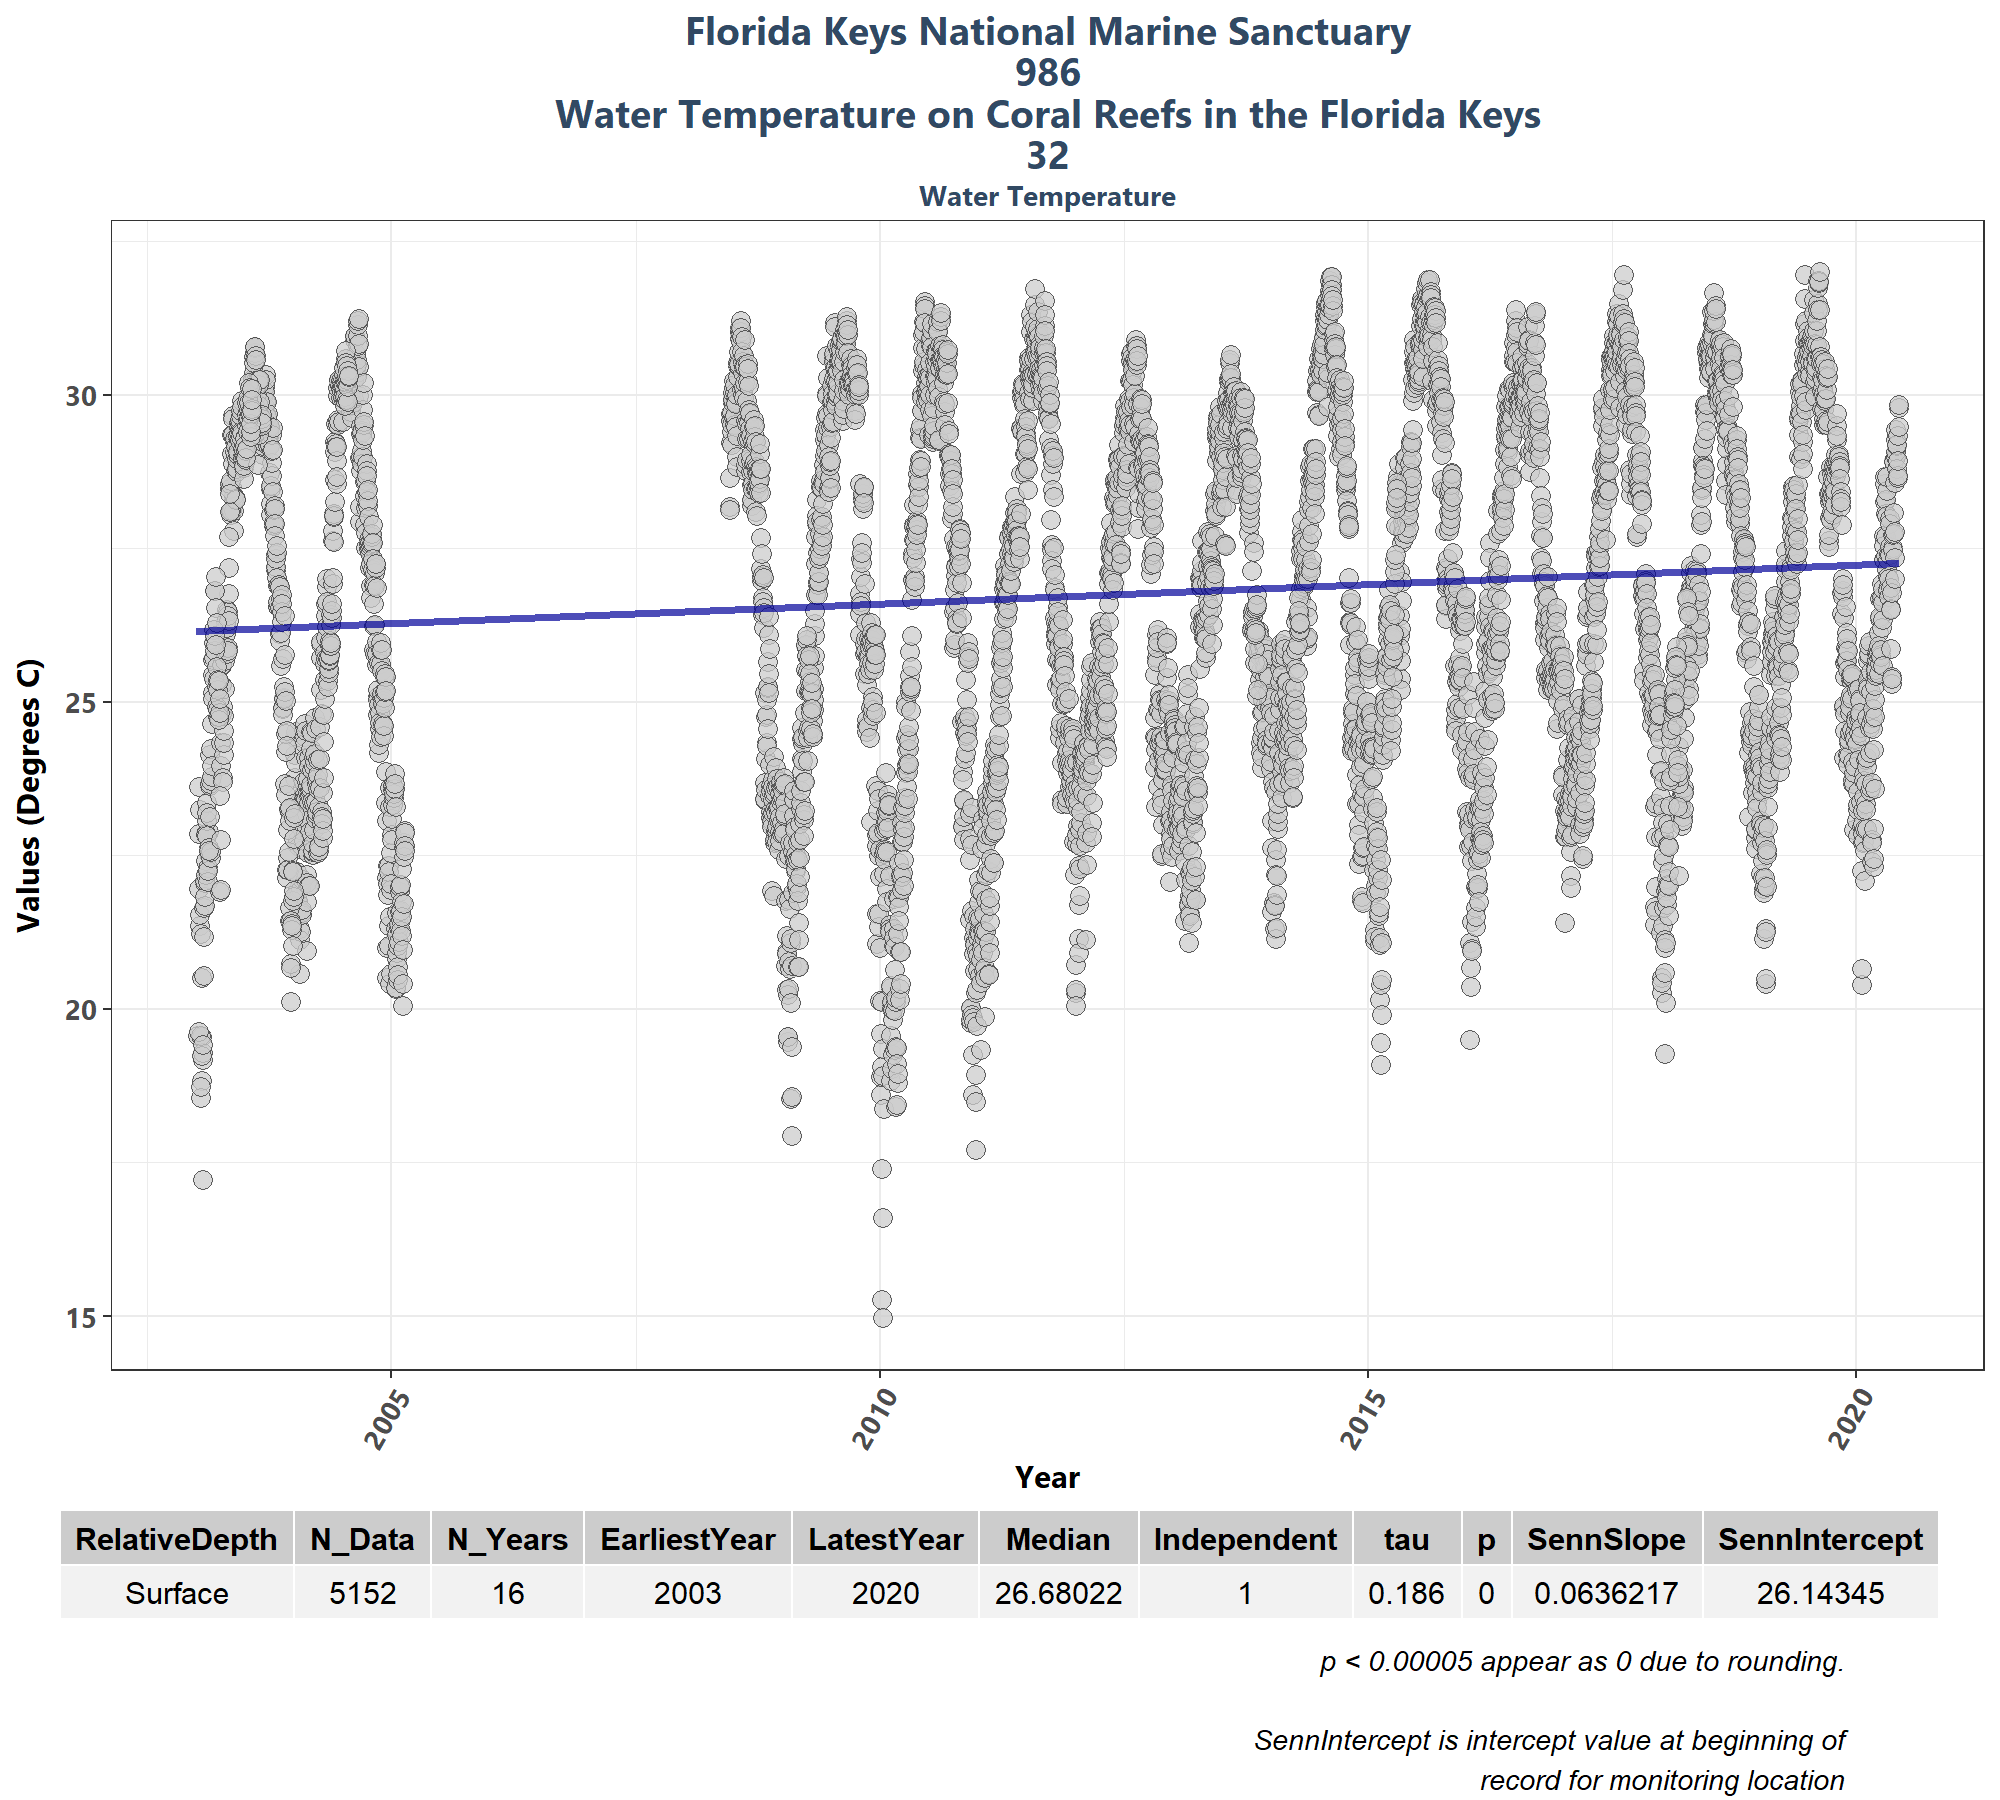 Florida Keys National Marine Sanctuary
986
Water Temperature on Coral Reefs in the Florida Keys
32
Water Temperature
30
25
20
15
Values (Degrees C)
2005
2010
2015
2020
Year
RelativeDepth N_Data N_Years EarliestYear LatestYear Median Independent tau p SennSlope SennIntercept
Surface 5152 16 2003 2020 26.68022 1 0.186 0 0.0636217 26.14345
p < 0.00005 appear as 0 due to rounding.
SennIntercept is intercept value at beginning of
record for monitoring location